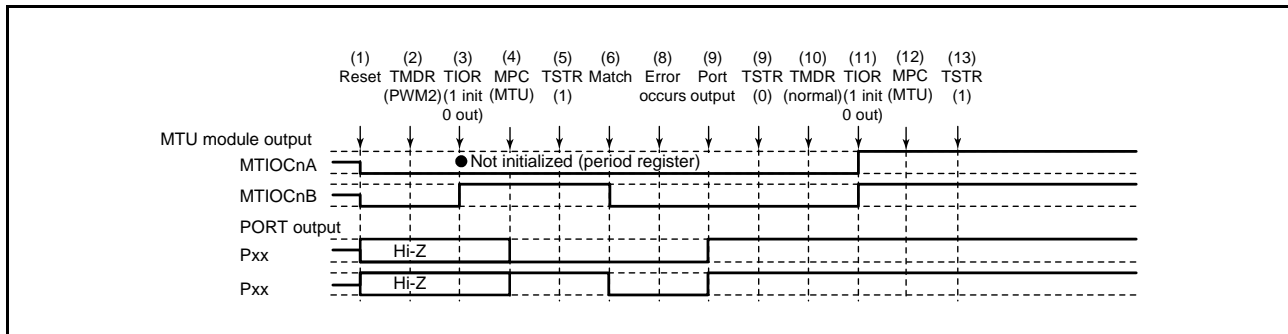 (1) (2) (3) (4) (5) (6) (8) (9) (9) (10) (11) (12) (13)
Reset TMDR TIOR MPC TSTR Match Error Port TSTR TMDR TIOR MPC TSTR
(PWM2) (1 init (MTU) (1) occurs output (0) (normal) (1 init (MTU) (1)
0 out) 0 out)
MTU module output
MTIOCnA
● Not initialized (period register)
MTIOCnB
PORT output
Pxx
Hi-Z
Pxx
Hi-Z